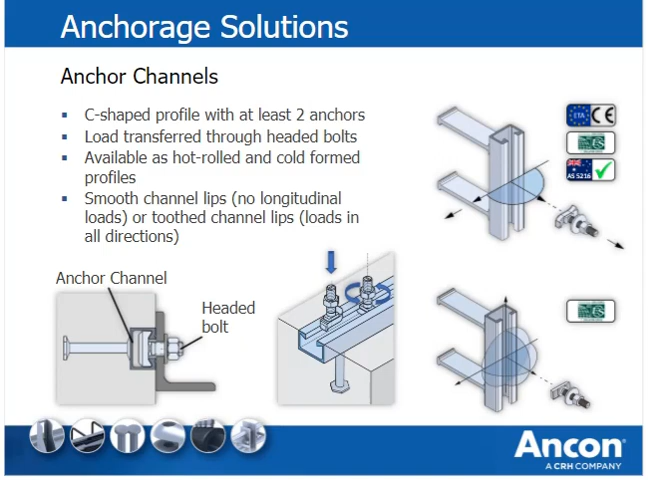 Anchorage Solutions
Anchor Channels
▪ C-shaped profile with at least 2 anchors
▪ Load transferred through headed bolts
▪ Available as hot-rolled and cold formed
profiles
▪ Smooth channel lips (no longitudinal
loads) or toothed channel lips (loads in
all directions)
ETA CE
AS 5216
Anchor Channel
Headed
bolt
Ancon®
A CRH COMPANY